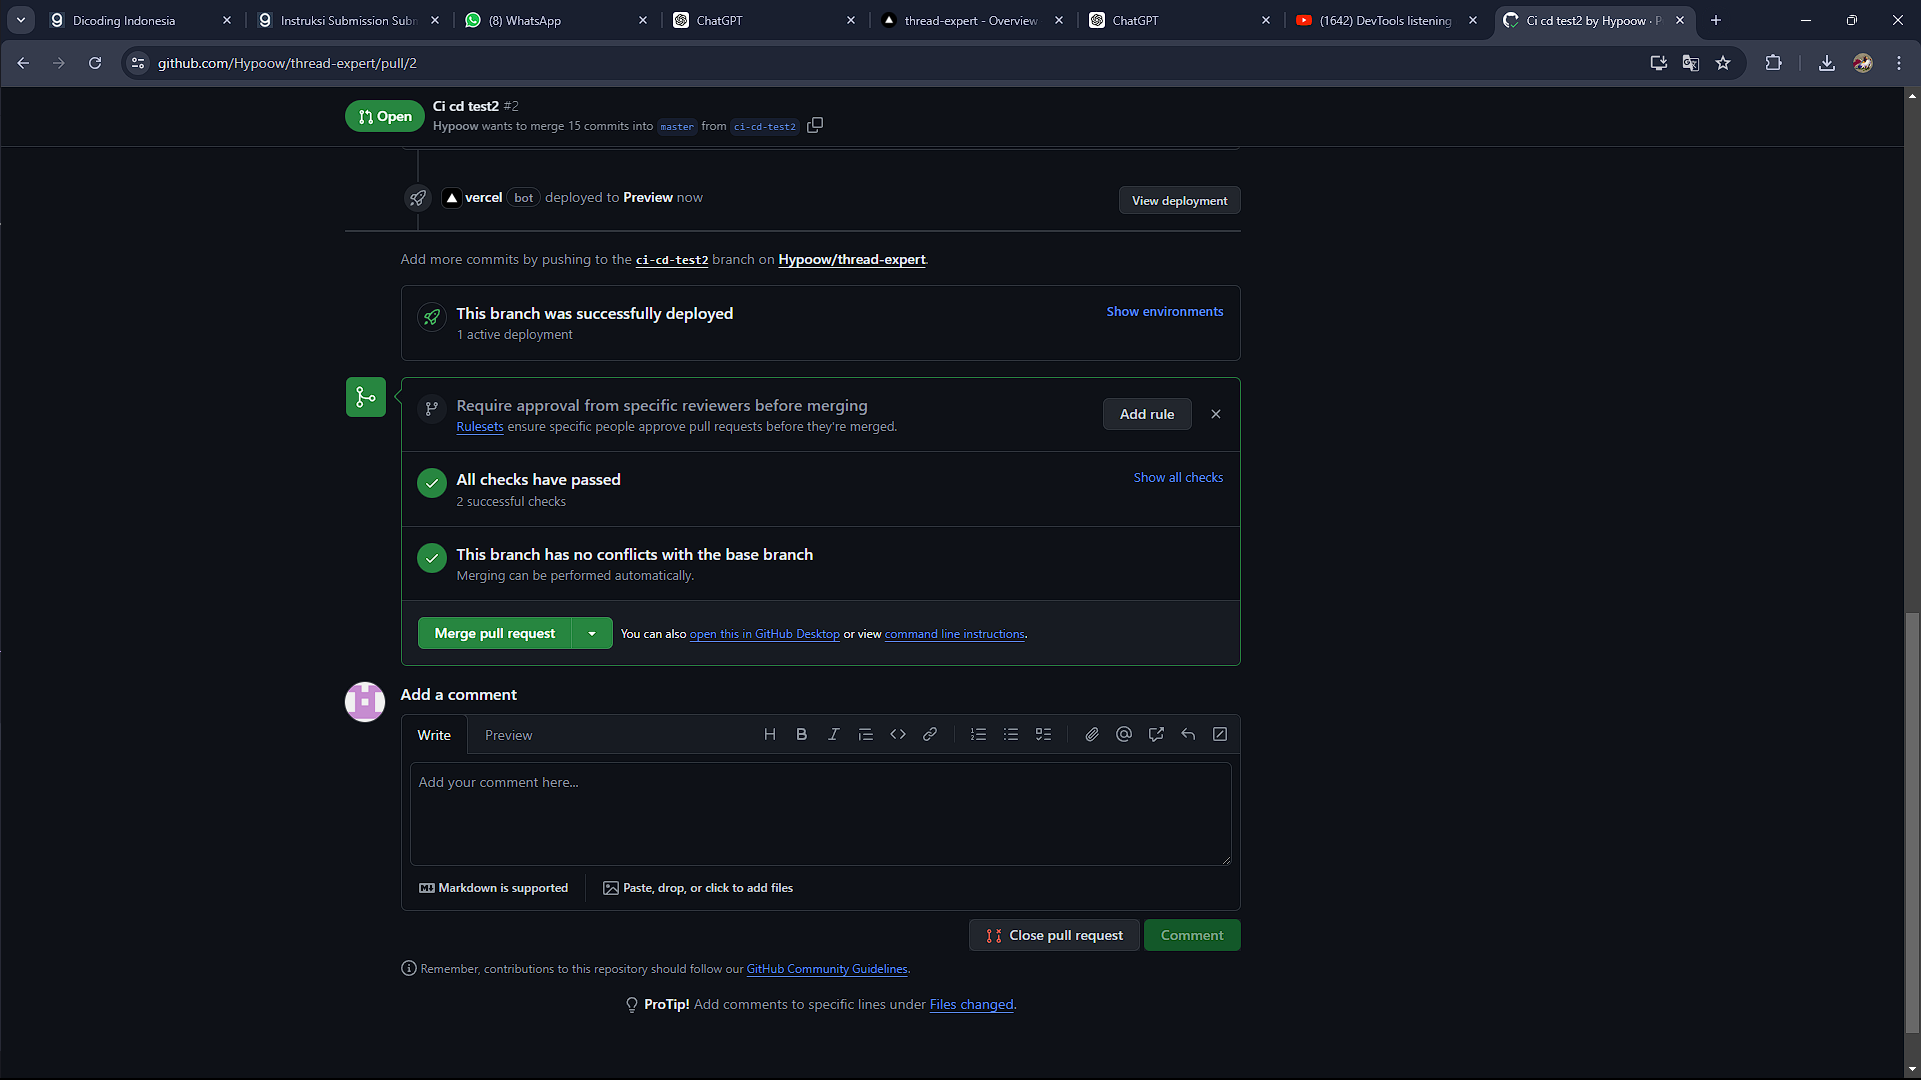 Dicoding Indonesia
Instruksi Submission Subm
(8) WhatsApp
ChatGPT
thread-expert - Overview
ChatGPT
(1642) DevTools listening
Ci cd test2 by Hypoow · P
github.com/Hypoow/thread-expert/pull/2
Open
Ci cd test2 #2
Hypoow wants to merge 15 commits into master from ci-cd-test2
vercel bot deployed to Preview now
View deployment
Add more commits by pushing to the ci-cd-test2 branch on Hypoow/thread-expert.
This branch was successfully deployed
Show environments
1 active deployment
Require approval from specific reviewers before merging
Add rule
Rulesets ensure specific people approve pull requests before they're merged.
All checks have passed
Show all checks
2 successful checks
This branch has no conflicts with the base branch
Merging can be performed automatically.
Merge pull request
You can also open this in GitHub Desktop or view command line instructions.
Add a comment
Write
Preview
Add your comment here...
Markdown is supported
Paste, drop, or click to add files
Close pull request
Comment
Remember, contributions to this repository should follow our GitHub Community Guidelines.
ProTip! Add comments to specific lines under Files changed.